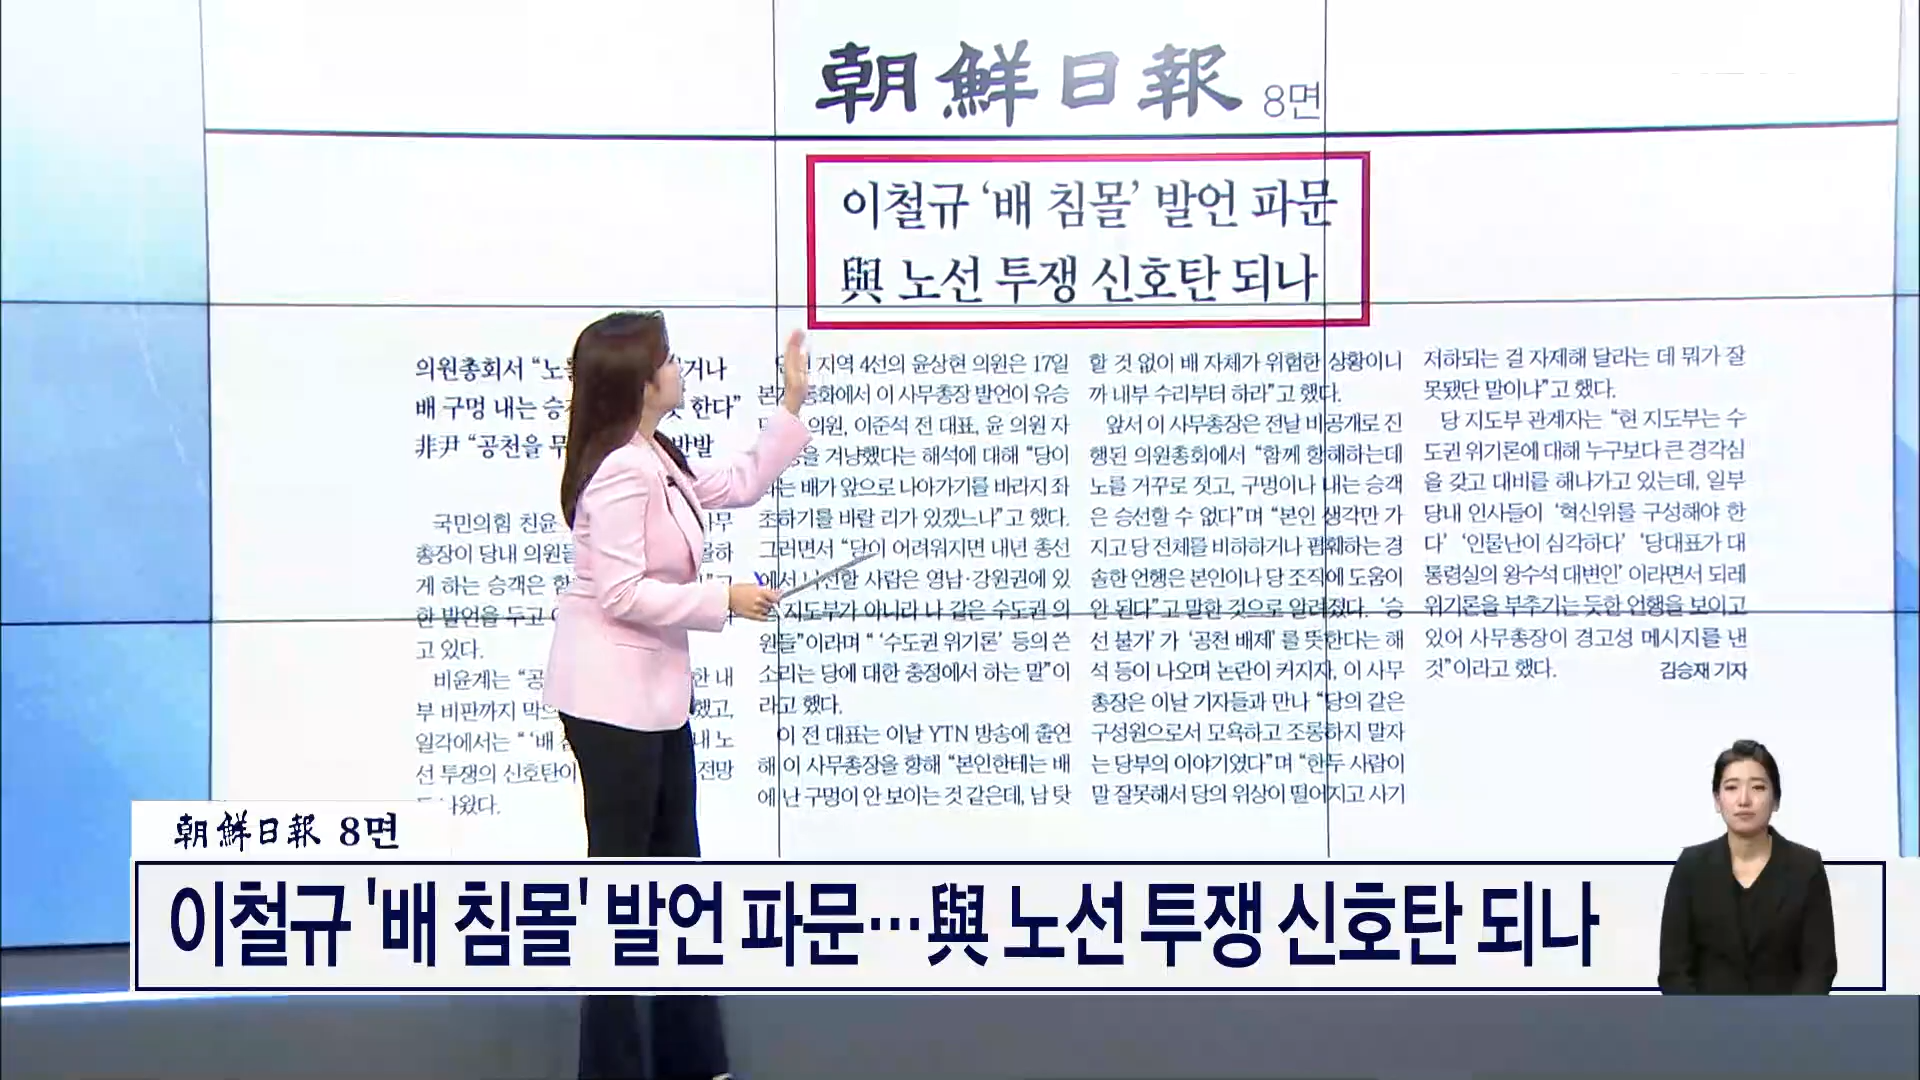 朝鮮日報 8면
이철규 ‘배 침몰’ 발언 파문
與 노선 투쟁 신호탄 되나
의원총회서 “노를 거나
배 구멍 내는 승 한다”
非尹 “공천을 무 반발
국민의힘 친윤
총장이 당내 의원들
게 하는 승객은 함
한 발언을 두고
고 있다.
비윤계는 “공 한 내
부 비판까지 막으 했고,
일각에서는 “ ‘배 침 내 노
선 투쟁의 신호탄이 전망
나왔다.
지역 4선의 윤상현 의원은 17일
본지 통화에서 이 사무총장 발언이 유승
의원, 이준석 전 대표, 윤 의원 자
을 겨냥했다는 해석에 대해 “당이
는 배가 앞으로 나아가기를 바라지 좌
초하기를 바랄 리가 있겠느냐”고 했다.
그러면서 “당이 어려워지면 내년 총선
에서 낙선할 사람은 영남·강원권에 있
지도부가 아니라 나 같은 수도권 의
원들”이라며 “ ‘수도권 위기론’ 등의 쓴
소리는 당에 대한 충정에서 하는 말”이
라고 했다.
이 전 대표는 이날 YTN 방송에 출연
해 이 사무총장을 향해 “본인한테는 배
에 난 구멍이 안 보이는 것 같은데, 남 탓
할 것 없이 배 자체가 위험한 상황이니
까 내부 수리부터 하라”고 했다.
앞서 이 사무총장은 전날 비공개로 진
행된 의원총회에서 “함께 항해하는데
노를 거꾸로 젓고, 구멍이나 내는 승객
은 승선할 수 없다”며 “본인 생각만 가
지고 당 전체를 비하하거나 폄훼하는 경
솔한 언행은 본인이나 당 조직에 도움이
안 된다”고 말한 것으로 알려졌다. ‘승
선 불가’ 가 ‘공천 배제’ 를 뜻한다는 해
석 등이 나오며 논란이 커지자, 이 사무
총장은 이날 기자들과 만나 “당의 같은
구성원으로서 모욕하고 조롱하지 말자
는 당부의 이야기였다”며 “한두 사람이
말 잘못해서 당의 위상이 떨어지고 사기
저하되는 걸 자제해 달라는 데 뭐가 잘
못됐단 말이냐”고 했다.
당 지도부 관계자는 “현 지도부는 수
도권 위기론에 대해 누구보다 큰 경각심
을 갖고 대비를 해나가고 있는데, 일부
당내 인사들이 ‘혁신위를 구성해야 한
다’ ‘인물난이 심각하다’ ‘당대표가 대
통령실의 왕수석 대변인’ 이라면서 되레
위기론을 부추기는 듯한 언행을 보이고
있어 사무총장이 경고성 메시지를 낸
것”이라고 했다. 김승재 기자
朝鮮日報 8면
이철규 '배 침몰' 발언 파문…與 노선 투쟁 신호탄 되나